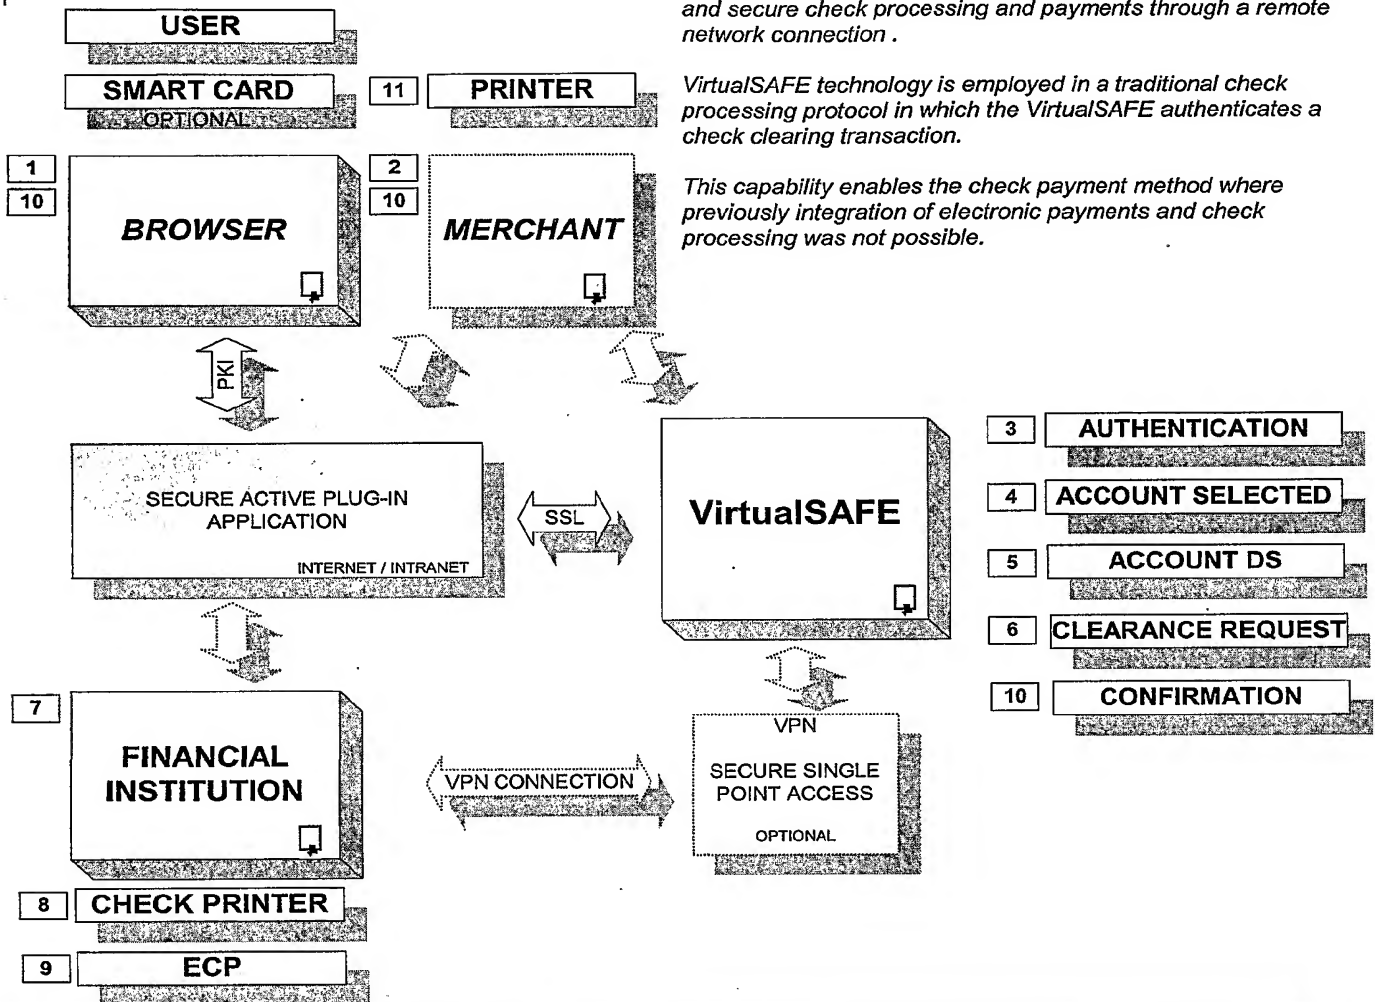 and secure check processing and payments through a remote
network connection .
VirtualSAFE technology is employed in a traditional check
processing protocol in which the VirtualSAFE authenticates a
check clearing transaction.
This capability enables the check payment method where
previously integration of electronic payments and check
processing was not possible.
USER
SMART CARD
OPTIONAL
11 PRINTER
1
10
BROWSER
2
10
MERCHANT
PKI
SECURE ACTIVE PLUG-IN
APPLICATION
INTERNET / INTRANET
SSL
VirtualSAFE
3 AUTHENTICATION
4 ACCOUNT SELECTED
5 ACCOUNT DS
6 CLEARANCE REQUEST
10 CONFIRMATION
7
FINANCIAL
INSTITUTION
VPN CONNECTION
VPN
SECURE SINGLE
POINT ACCESS
OPTIONAL
8 CHECK PRINTER
9 ECP